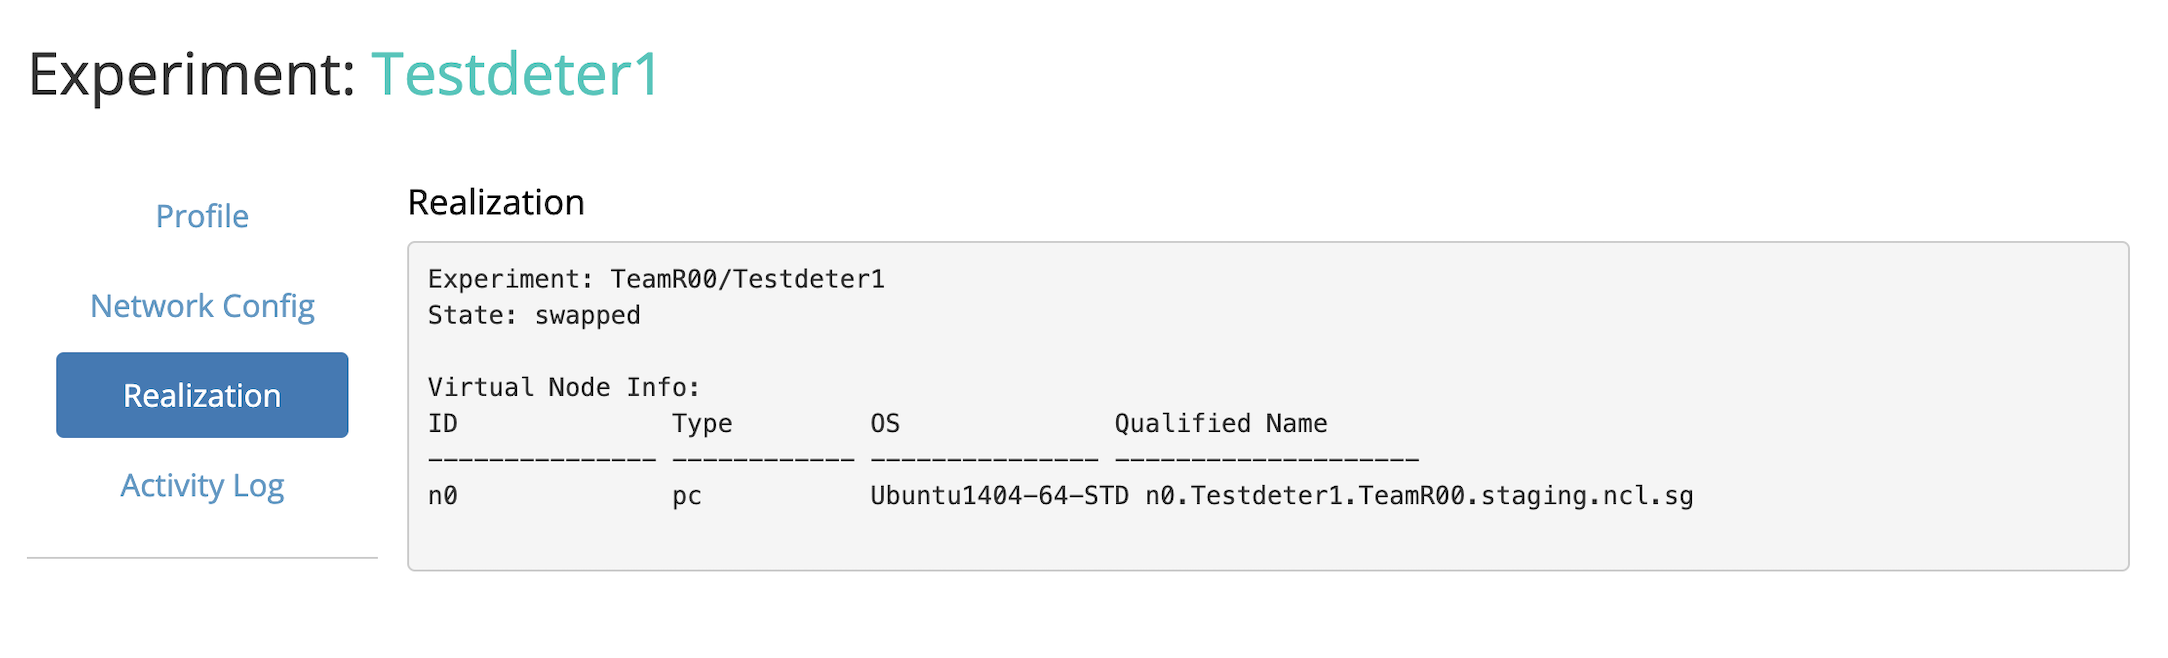 Experiment: Testdeter1
Profile
Network Config
Realization
Activity Log
Realization
Experiment: TeamR00/Testdeter1
State: swapped
Virtual Node Info:
ID Type OS Qualified Name
--------------- ------------ --------------- --------------------
n0 pc Ubuntu1404-64-STD n0.Testdeter1.TeamR00.staging.ncl.sg